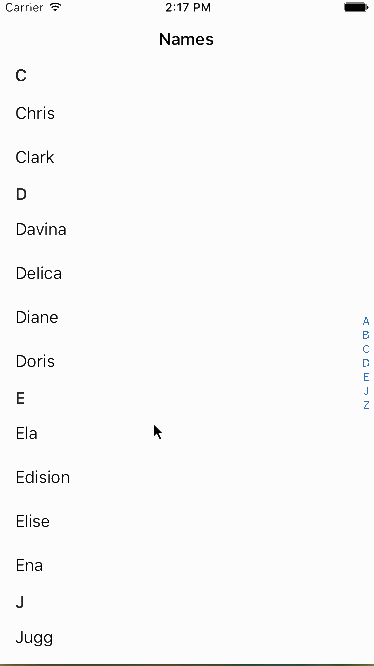 Carrier 2:17 PM
Names
C
Chris
Clark
D
Davina
Delica
Diane
Doris
E
Ela
Edision
Elise
Ena
J
Jugg
A
B
C
D
E
J
Z